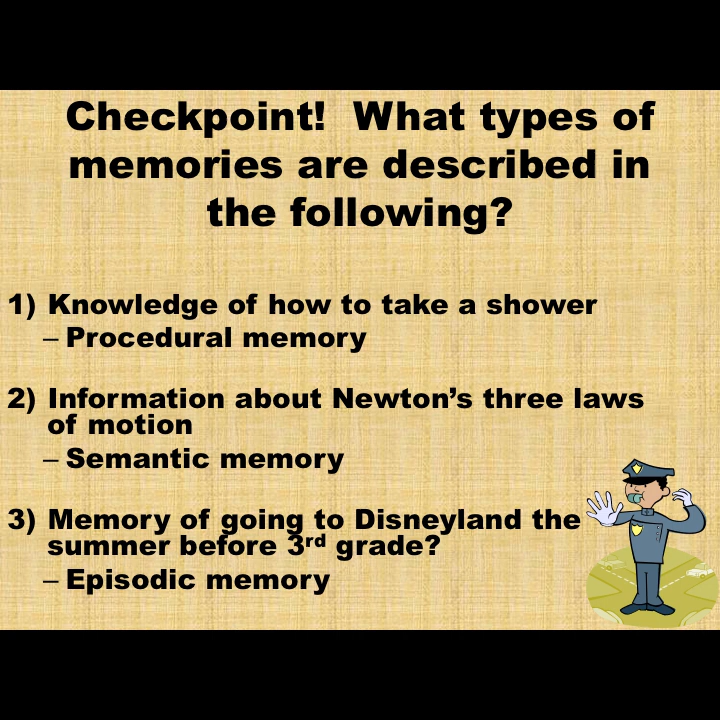 Checkpoint!  What types of
memories are described in
the following?
1) Knowledge of how to take a shower
– Procedural memory
2) Information about Newton’s three laws
of motion
– Semantic memory
3) Memory of going to Disneyland the
summer before 3rd grade?
– Episodic memory